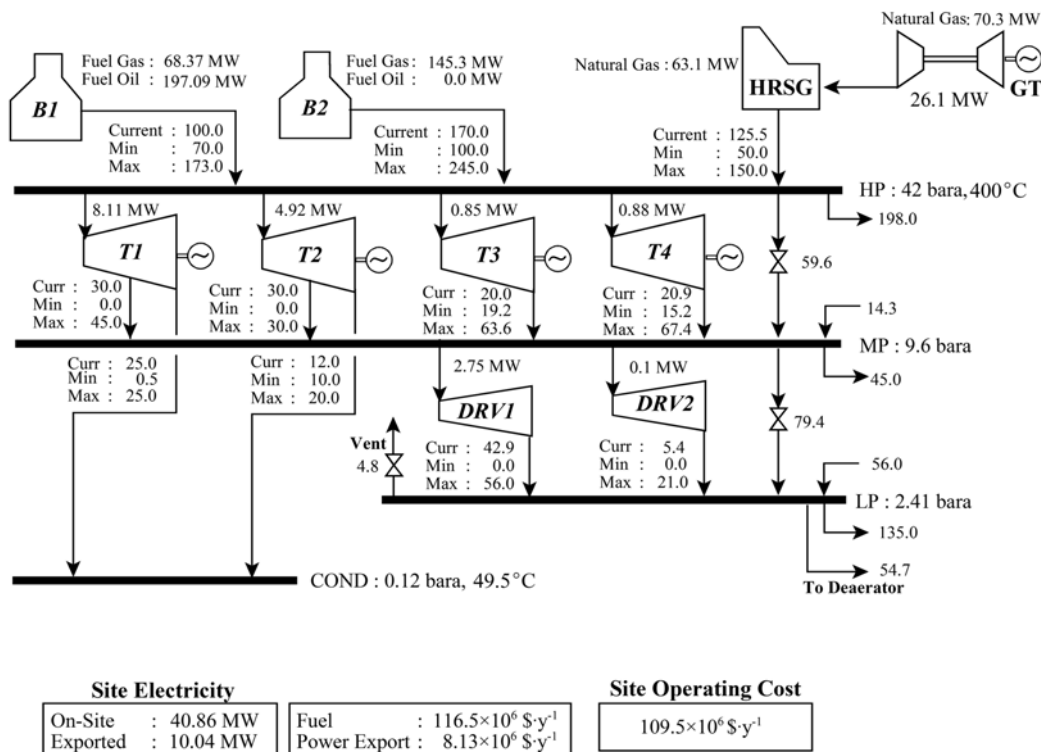 Natural Gas: 70.3 MW
Fuel Gas : 68.37 MW
Fuel Oil : 197.09 MW
Fuel Gas : 145.3 MW
Fuel Oil : 0.0 MW
Natural Gas : 63.1 MW
B1
B2
HRSG
GT
26.1 MW
Current : 100.0
Min : 70.0
Max : 173.0
Current : 170.0
Min : 100.0
Max : 245.0
Current : 125.5
Min : 50.0
Max : 150.0
HP : 42 bara, 400°C
8.11 MW
4.92 MW
0.85 MW
0.88 MW
198.0
T1
T2
T3
T4
59.6
Curr : 30.0
Min : 0.0
Max : 45.0
Curr : 30.0
Min : 0.0
Max : 30.0
Curr : 20.0
Min : 19.2
Max : 63.6
Curr : 20.9
Min : 15.2
Max : 67.4
14.3
MP : 9.6 bara
Curr : 25.0
Min : 0.5
Max : 25.0
Curr : 12.0
Min : 10.0
Max : 20.0
2.75 MW
0.1 MW
45.0
DRV1
DRV2
79.4
Vent
4.8
Curr : 42.9
Min : 0.0
Max : 56.0
Curr : 5.4
Min : 0.0
Max : 21.0
56.0
LP : 2.41 bara
135.0
54.7
To Deaerator
COND : 0.12 bara, 49.5°C
Site Electricity
On-Site : 40.86 MW
Exported : 10.04 MW
Fuel : 116.5×10⁶ $·y⁻¹
Power Export : 8.13×10⁶ $·y⁻¹
Site Operating Cost
109.5×10⁶ $·y⁻¹